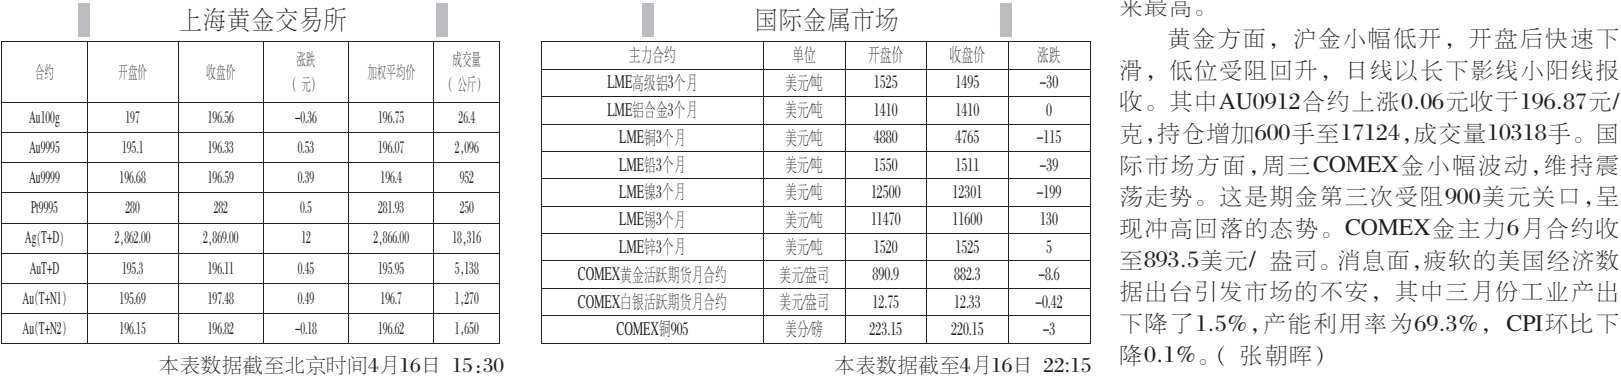 上海黄金交易所
合约 开盘价 收盘价 涨跌(元) 加权平均价 成交量(公斤)
Au100g 197 196.56 -0.36 196.75 26.4
Au9995 195.1 196.33 0.53 196.07 2,096
Au9999 196.68 196.59 0.39 196.4 952
Pt9995 280 282 0.5 281.93 250
Ag(T+D) 2,862.00 2,869.00 12 2,866.00 18,316
AuT+D 195.3 196.11 0.45 195.95 5,138
Au(T+N1) 195.69 197.48 0.49 196.7 1,270
Au(T+N2) 196.15 196.82 -0.18 196.62 1,650
本表数据截至北京时间4月16日 15:30
国际金属市场
主力合约 单位 开盘价 收盘价 涨跌
LME高级铝3个月 美元/吨 1525 1495 -30
LME铝合金3个月 美元/吨 1410 1410 0
LME铜3个月 美元/吨 4880 4765 -115
LME铅3个月 美元/吨 1550 1511 -39
LME镍3个月 美元/吨 12500 12301 -199
LME锡3个月 美元/吨 11470 11600 130
LME锌3个月 美元/吨 1520 1525 5
COMEX黄金活跃期货月合约 美元/盎司 890.9 882.3 -8.6
COMEX白银活跃期货月合约 美元/盎司 12.75 12.33 -0.42
COMEX铜905 美分/磅 223.15 220.15 -3
本表数据截至4月16日 22:15
来最高。
黄金方面，沪金小幅低开，开盘后快速下
滑，低位受阻回升，日线以长下影线小阳线报
收。其中AU0912合约上涨0.06元收于196.87元/
克,持仓增加600手至17124,成交量10318手。国
际市场方面,周三COMEX金小幅波动,维持震
荡走势。这是期金第三次受阻900美元关口,呈
现冲高回落的态势。COMEX金主力6月合约收
至893.5美元/ 盎司。消息面,疲软的美国经济数
据出台引发市场的不安，其中三月份工业产出
下降了1.5%,产能利用率为69.3%，CPI环比下
降0.1%。( 张朝晖)